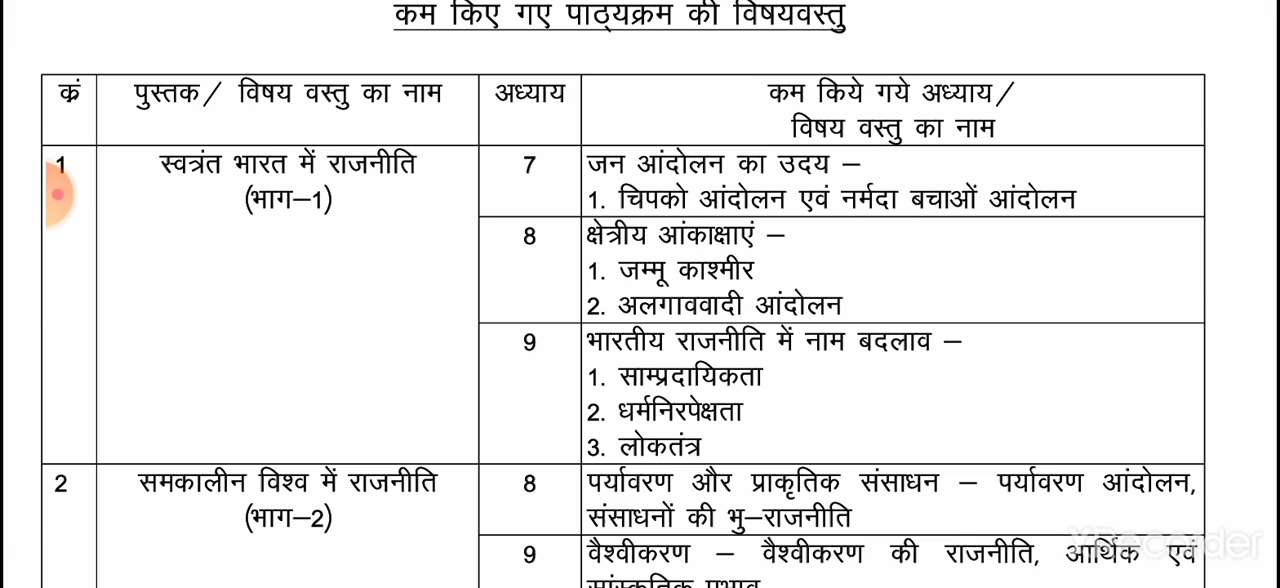 कम किए गए पाठ्यक्रम की विषयवस्तु
क्रं पुस्तक/ विषय वस्तु का नाम अध्याय कम किये गये अध्याय/
विषय वस्तु का नाम
1 स्वत्रंत भारत में राजनीति 7 जन आंदोलन का उदय –
(भाग–1) 1. चिपको आंदोलन एवं नर्मदा बचाओं आंदोलन
8 क्षेत्रीय आंकाक्षाएं –
1. जम्मू काश्मीर
2. अलगाववादी आंदोलन
9 भारतीय राजनीति में नाम बदलाव –
1. साम्प्रदायिकता
2. धर्मनिरपेक्षता
3. लोकतंत्र
2 समकालीन विश्व में राजनीति 8 पर्यावरण और प्राकृतिक संसाधन – पर्यावरण आंदोलन,
(भाग–2) संसाधनों की भु–राजनीति
9 वैश्वीकरण – वैश्वीकरण की राजनीति, आर्थिक एवं
सांस्कृतिक प्रभाव
XRecorder